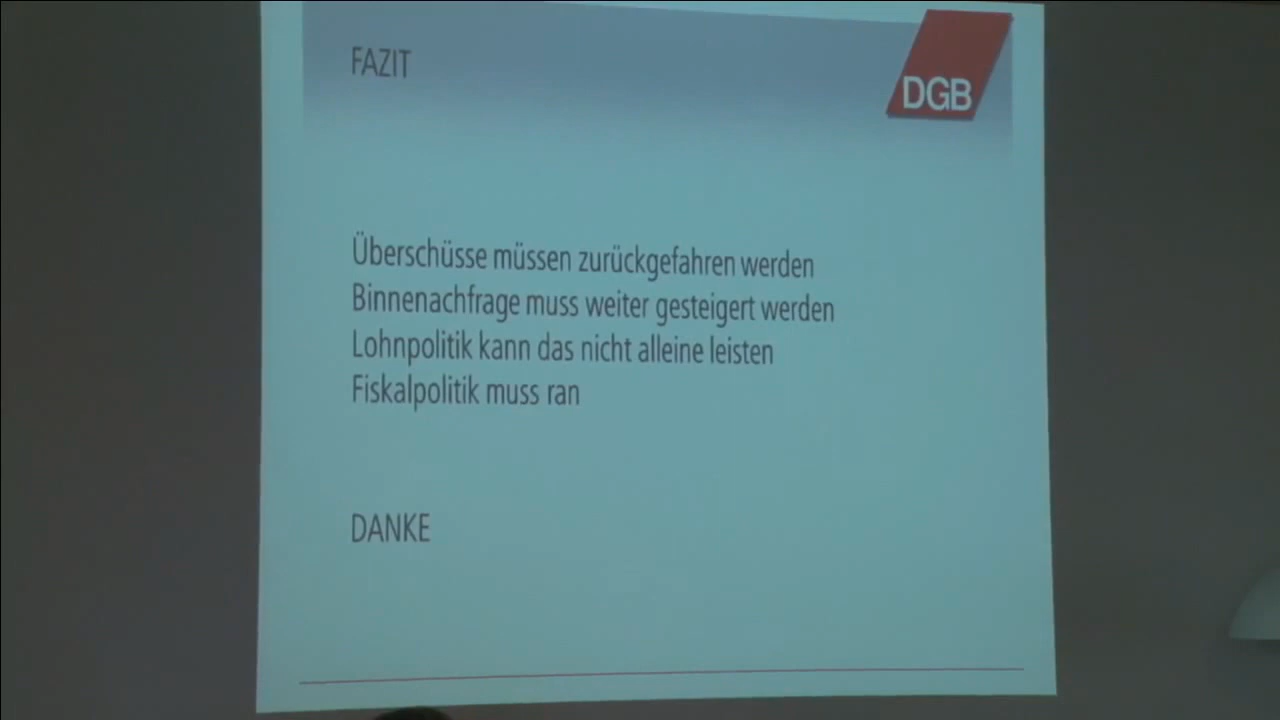 FAZIT
DGB
Überschüsse müssen zurückgefahren werden
Binnenachfrage muss weiter gesteigert werden
Lohnpolitik kann das nicht alleine leisten
Fiskalpolitik muss ran
DANKE